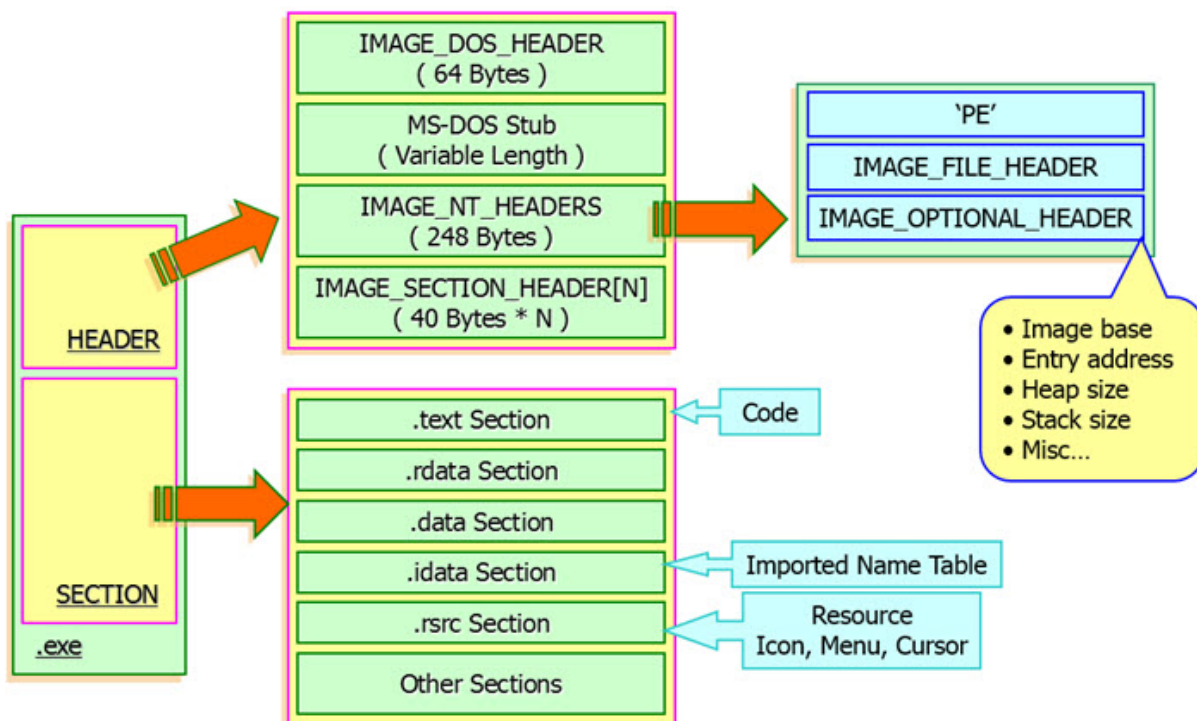 IMAGE_DOS_HEADER
( 64 Bytes )
MS-DOS Stub
( Variable Length )
IMAGE_NT_HEADERS
( 248 Bytes )
IMAGE_SECTION_HEADER[N]
( 40 Bytes * N )
‘PE’
IMAGE_FILE_HEADER
IMAGE_OPTIONAL_HEADER
• Image base
• Entry address
• Heap size
• Stack size
• Misc...
HEADER
SECTION
.exe
.text Section
.rdata Section
.data Section
.idata Section
.rsrc Section
Other Sections
Code
Imported Name Table
Resource
Icon, Menu, Cursor